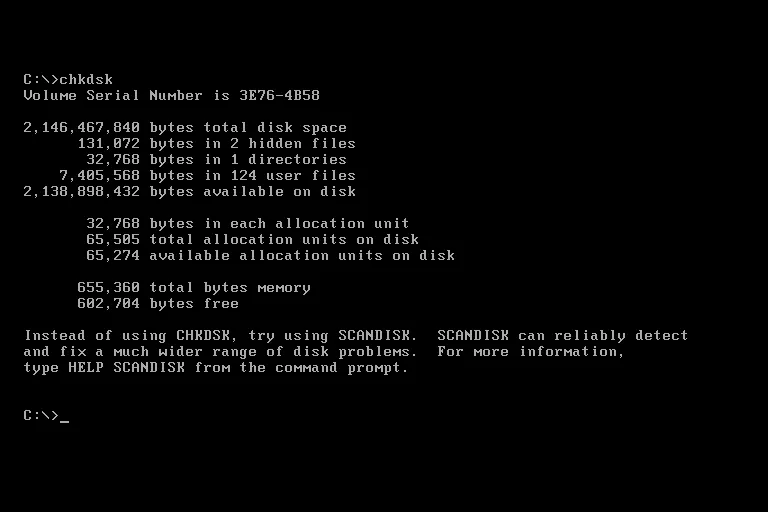 C:\>chkdsk
Volume Serial Number is 3E76-4B58
2,146,467,840 bytes total disk space
131,072 bytes in 2 hidden files
32,768 bytes in 1 directories
7,405,568 bytes in 124 user files
2,138,898,432 bytes available on disk
32,768 bytes in each allocation unit
65,505 total allocation units on disk
65,274 available allocation units on disk
655,360 total bytes memory
602,704 bytes free
Instead of using CHKDSK, try using SCANDISK.  SCANDISK can reliably detect
and fix a much wider range of disk problems.  For more information,
type HELP SCANDISK from the command prompt.
C:\>_